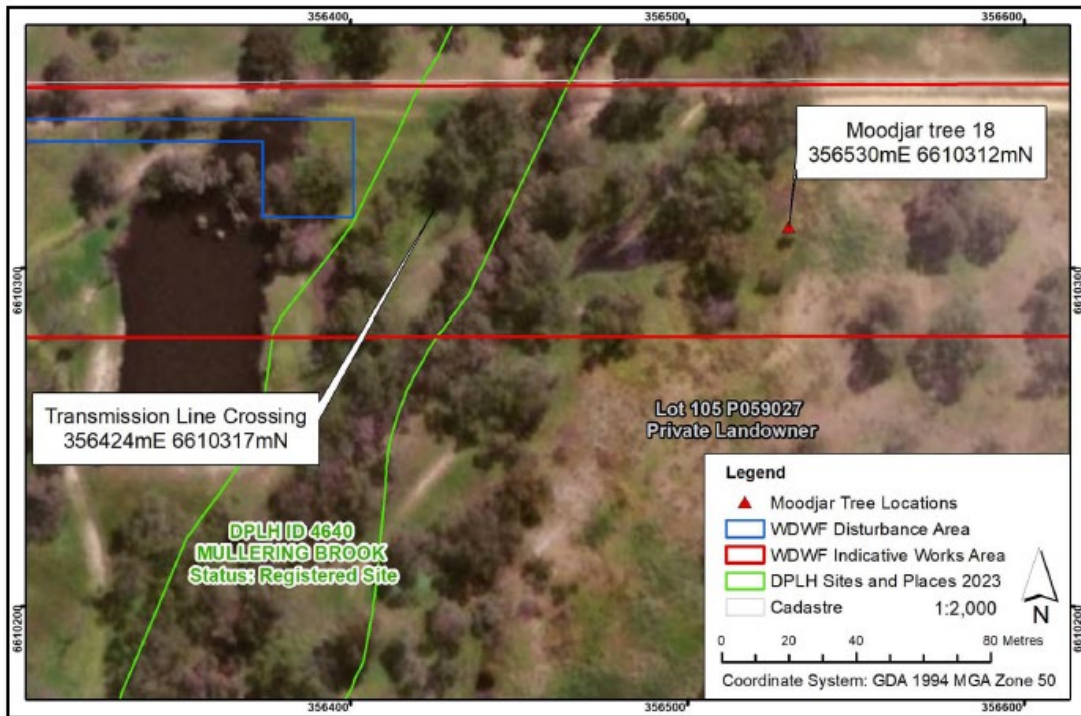 356400
356500
356600
Moodjar tree 18
356530mE 6610312mN
6610300
6610300
Transmission Line Crossing
356424mE 6610317mN
Lot 105 P059027
Private Landowner
DPLH ID 4640
MULLERING BROOK
Status: Registered Site
Legend
Moodjar Tree Locations
WDWF Disturbance Area
WDWF Indicative Works Area
DPLH Sites and Places 2023
Cadastre
1:2,000
N
0 20 40 80 Metres
Coordinate System: GDA 1994 MGA Zone 50
6610200
6610200
356400
356500
356600